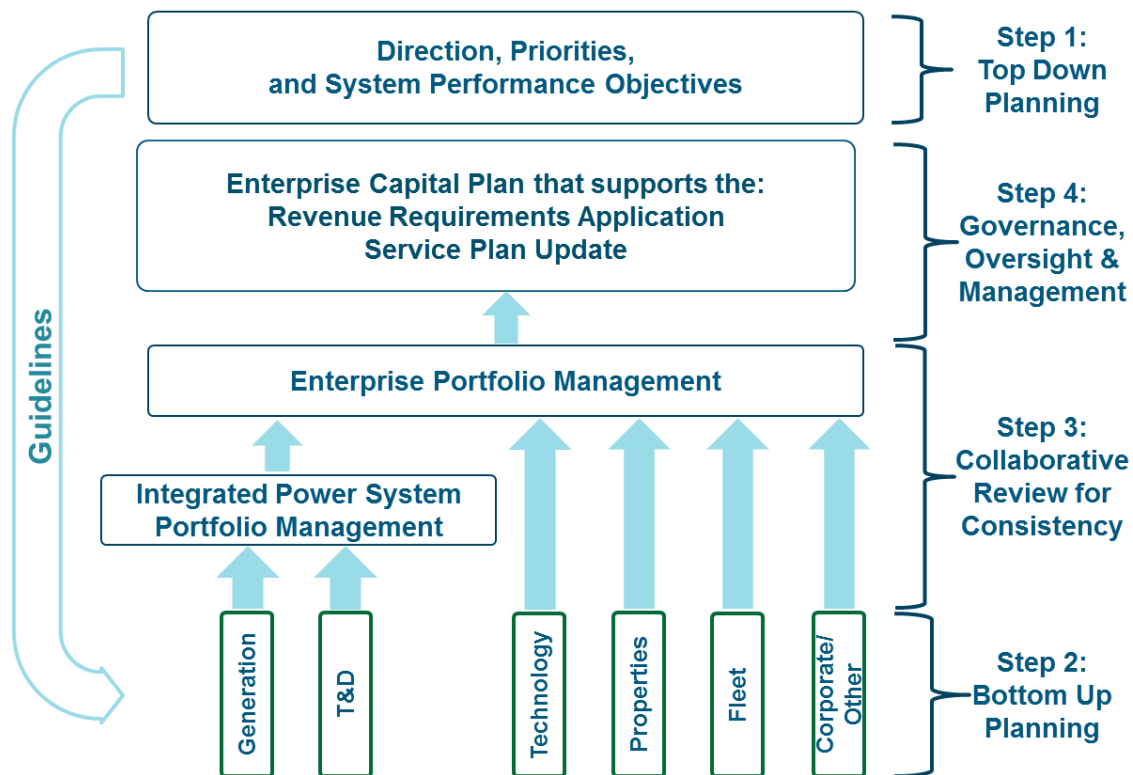 Direction, Priorities,
and System Performance Objectives
Step 1:
Top Down
Planning
Enterprise Capital Plan that supports the:
Revenue Requirements Application
Service Plan Update
Step 4:
Governance,
Oversight &
Management
Guidelines
Enterprise Portfolio Management
Integrated Power System
Portfolio Management
Step 3:
Collaborative
Review for
Consistency
Generation
T&D
Technology
Properties
Fleet
Corporate/
Other
Step 2:
Bottom Up
Planning